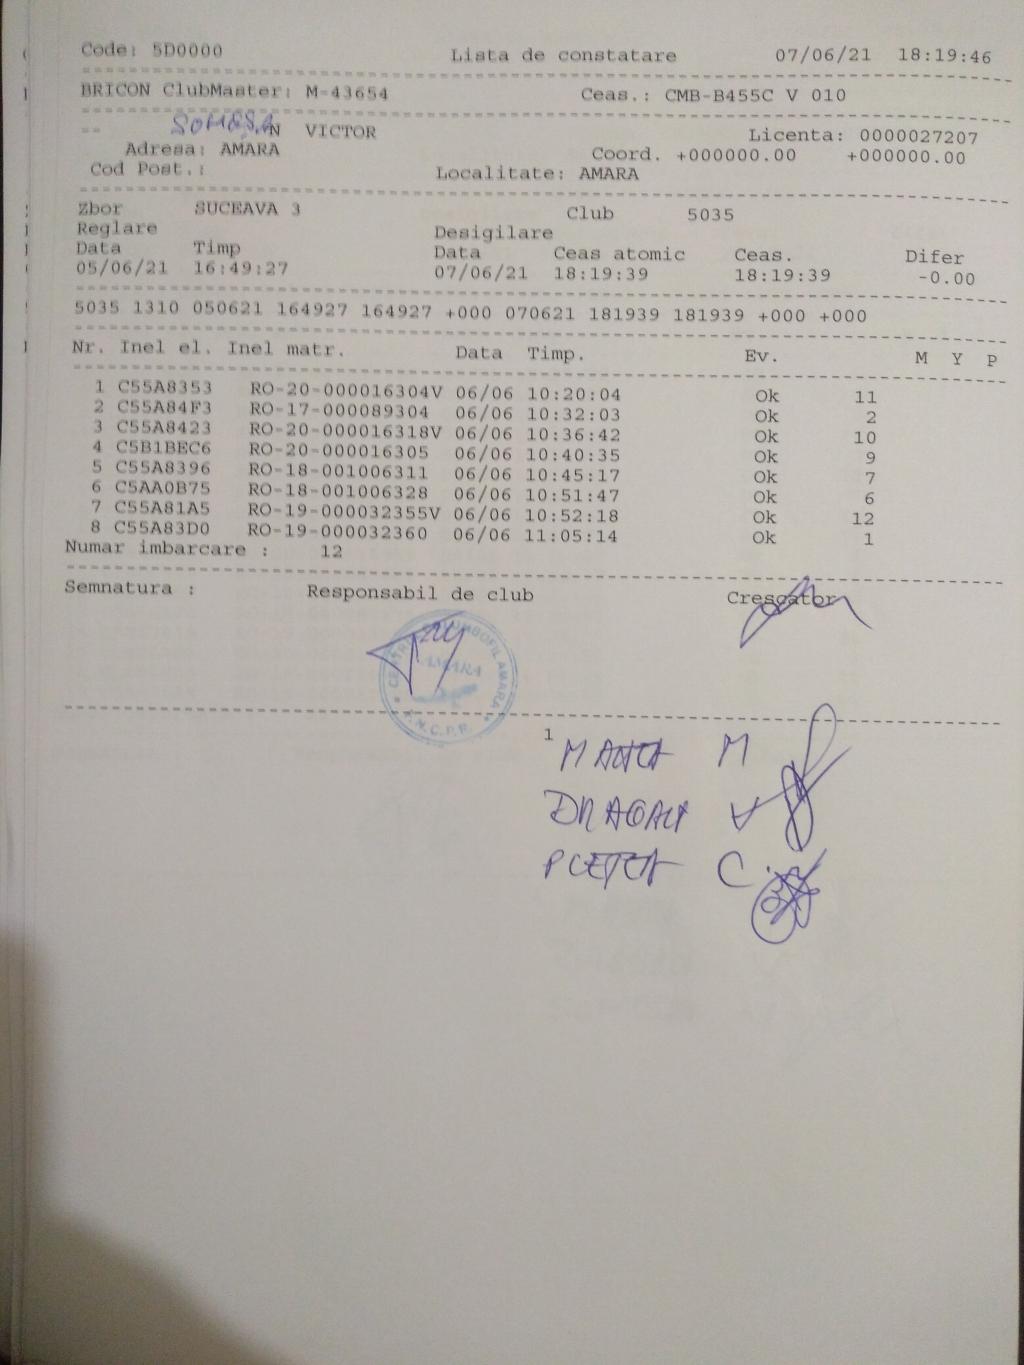 Code: 5D0000 Lista de constatare 07/06/21 18:19:46
BRICON ClubMaster: M-43654 Ceas.: CMB-B455C V 010
-- SOMEȘAN VICTOR Licenta: 0000027207
Adresa: AMARA Coord. +000000.00 +000000.00
Cod Post.: Localitate: AMARA
Zbor SUCEAVA 3 Club 5035
Reglare Desigilare
Data Timp Data Ceas atomic Ceas. Difer
05/06/21 16:49:27 07/06/21 18:19:39 18:19:39 -0.00
5035 1310 050621 164927 164927 +000 070621 181939 181939 +000 +000
Nr. Inel el. Inel matr. Data Timp. Ev. M Y P
1 C55A8353 RO-20-000016304V 06/06 10:20:04 Ok 11
2 C55A84F3 RO-17-000089304 06/06 10:32:03 Ok 2
3 C55A8423 RO-20-000016318V 06/06 10:36:42 Ok 10
4 C5B1BEC6 RO-20-000016305 06/06 10:40:35 Ok 9
5 C55A8396 RO-18-001006311 06/06 10:45:17 Ok 7
6 C5AA0B75 RO-18-001006328 06/06 10:51:47 Ok 6
7 C55A81A5 RO-19-000032355V 06/06 10:52:18 Ok 12
8 C55A83D0 RO-19-000032360 06/06 11:05:14 Ok 1
Numar imbarcare : 12
Semnatura : Responsabil de club Crescator
AMARA
1
M
DRAGAN V
C.